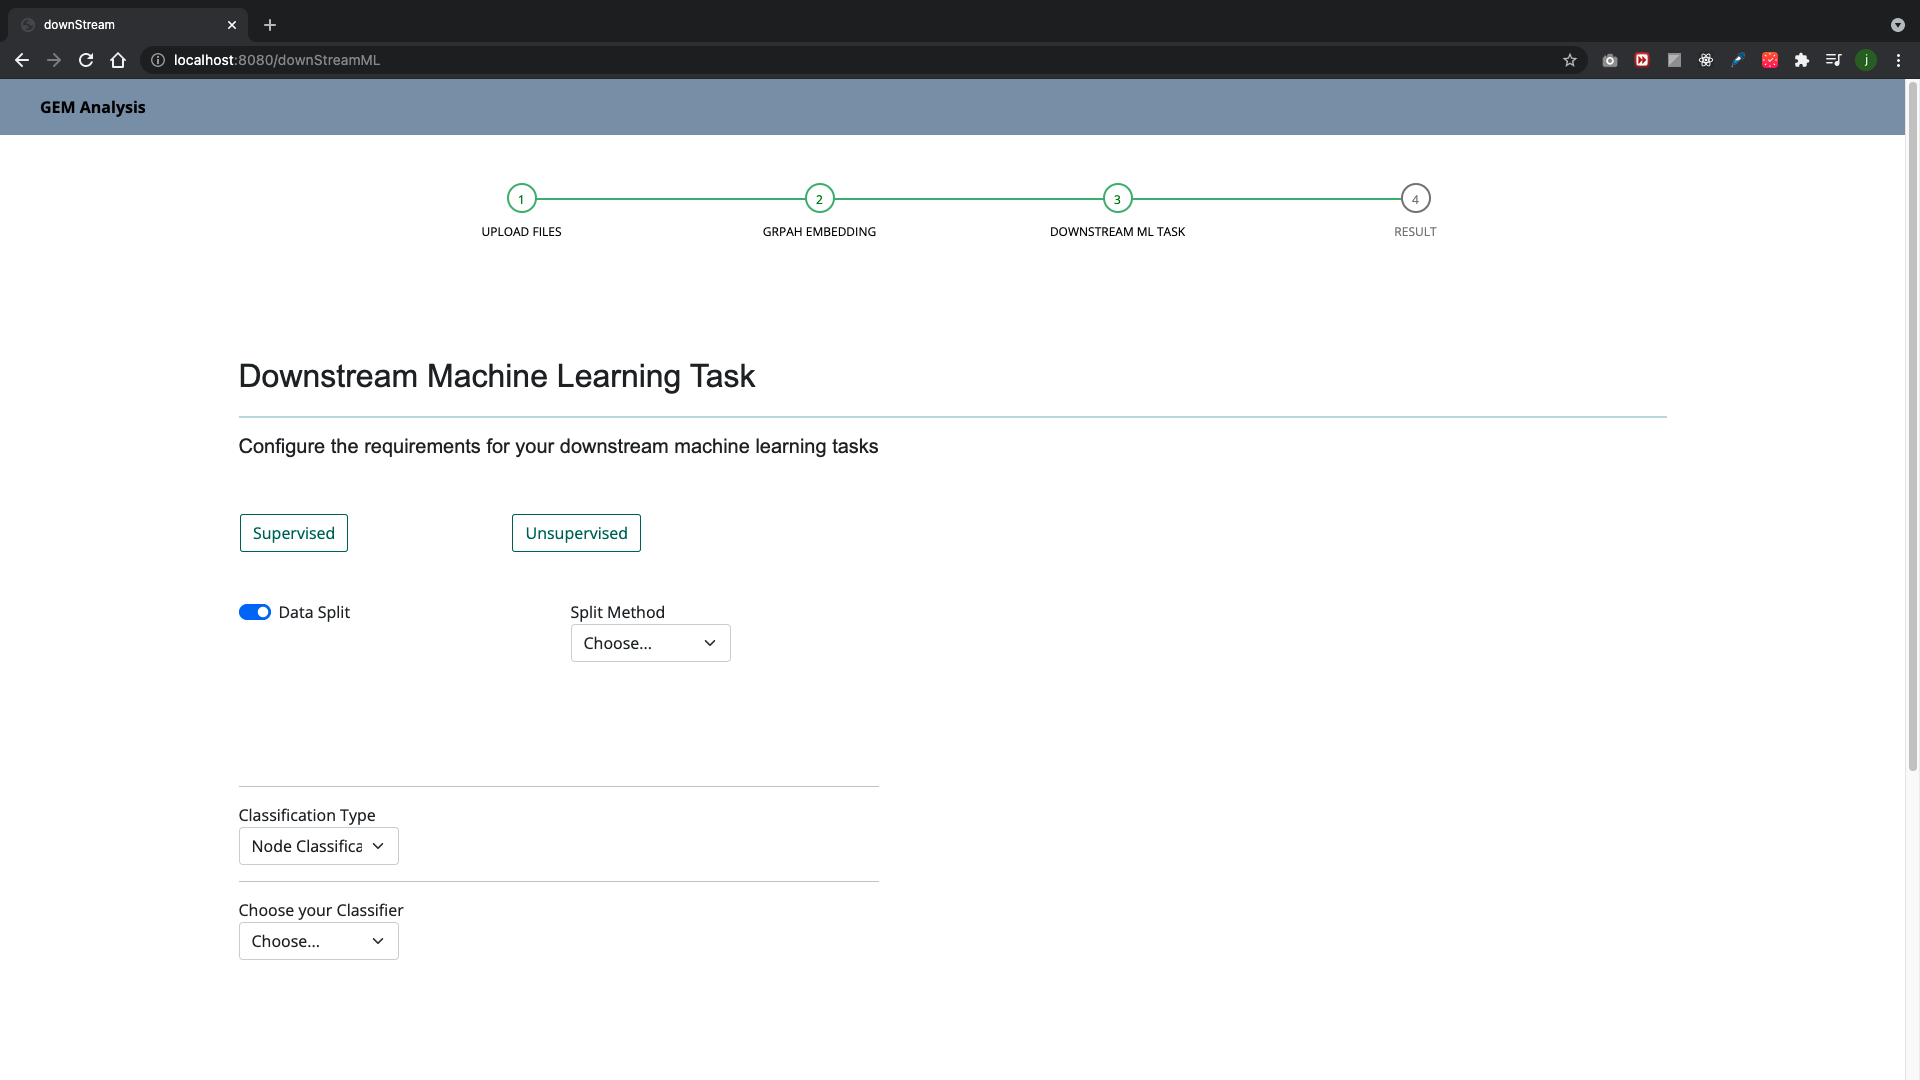 downStream
localhost:8080/downStreamML
j
GEM Analysis
1 2 3 4
UPLOAD FILES GRPAH EMBEDDING DOWNSTREAM ML TASK RESULT
Downstream Machine Learning Task
Configure the requirements for your downstream machine learning tasks
Supervised Unsupervised
Data Split Split Method
Choose...
Classification Type
Node Classifica
Choose your Classifier
Choose...